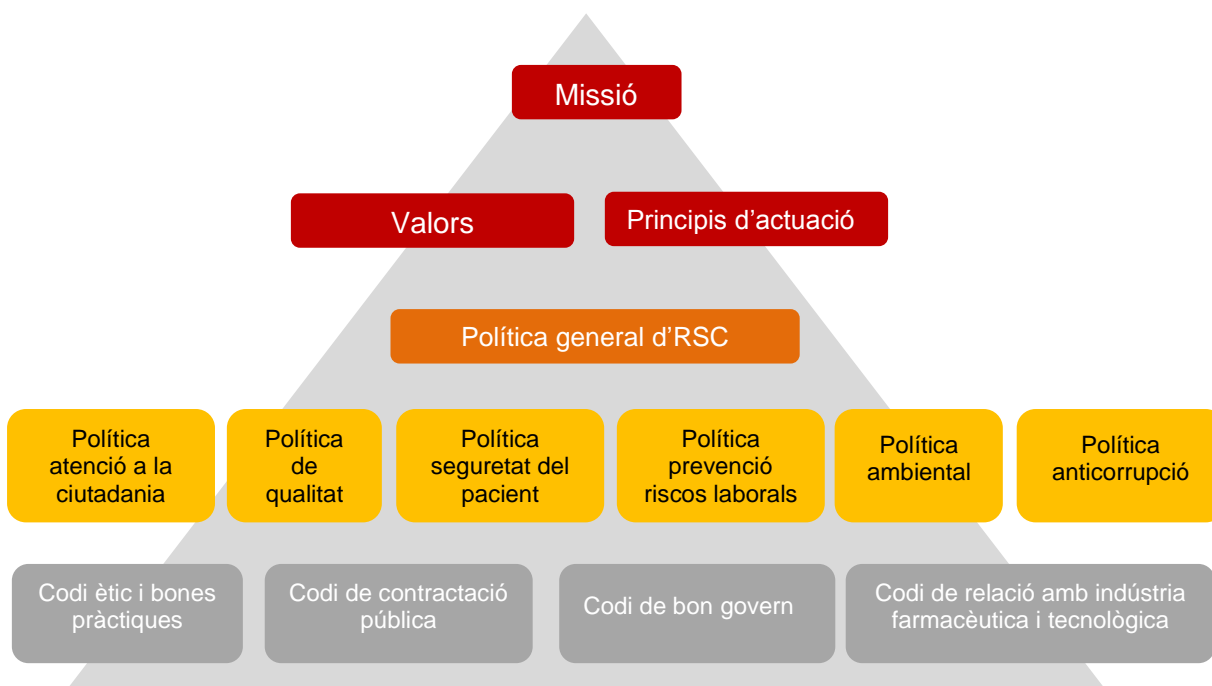 Missió
Valors
Principis d’actuació
Política general d’RSC
Política
atenció a la
ciutadania
Política
de
qualitat
Política
seguretat del
pacient
Política
prevenció
riscos laborals
Política
ambiental
Política
anticorrupció
Codi ètic i bones
pràctiques
Codi de contractació
pública
Codi de bon govern
Codi de relació amb indústria
farmacèutica i tecnològica